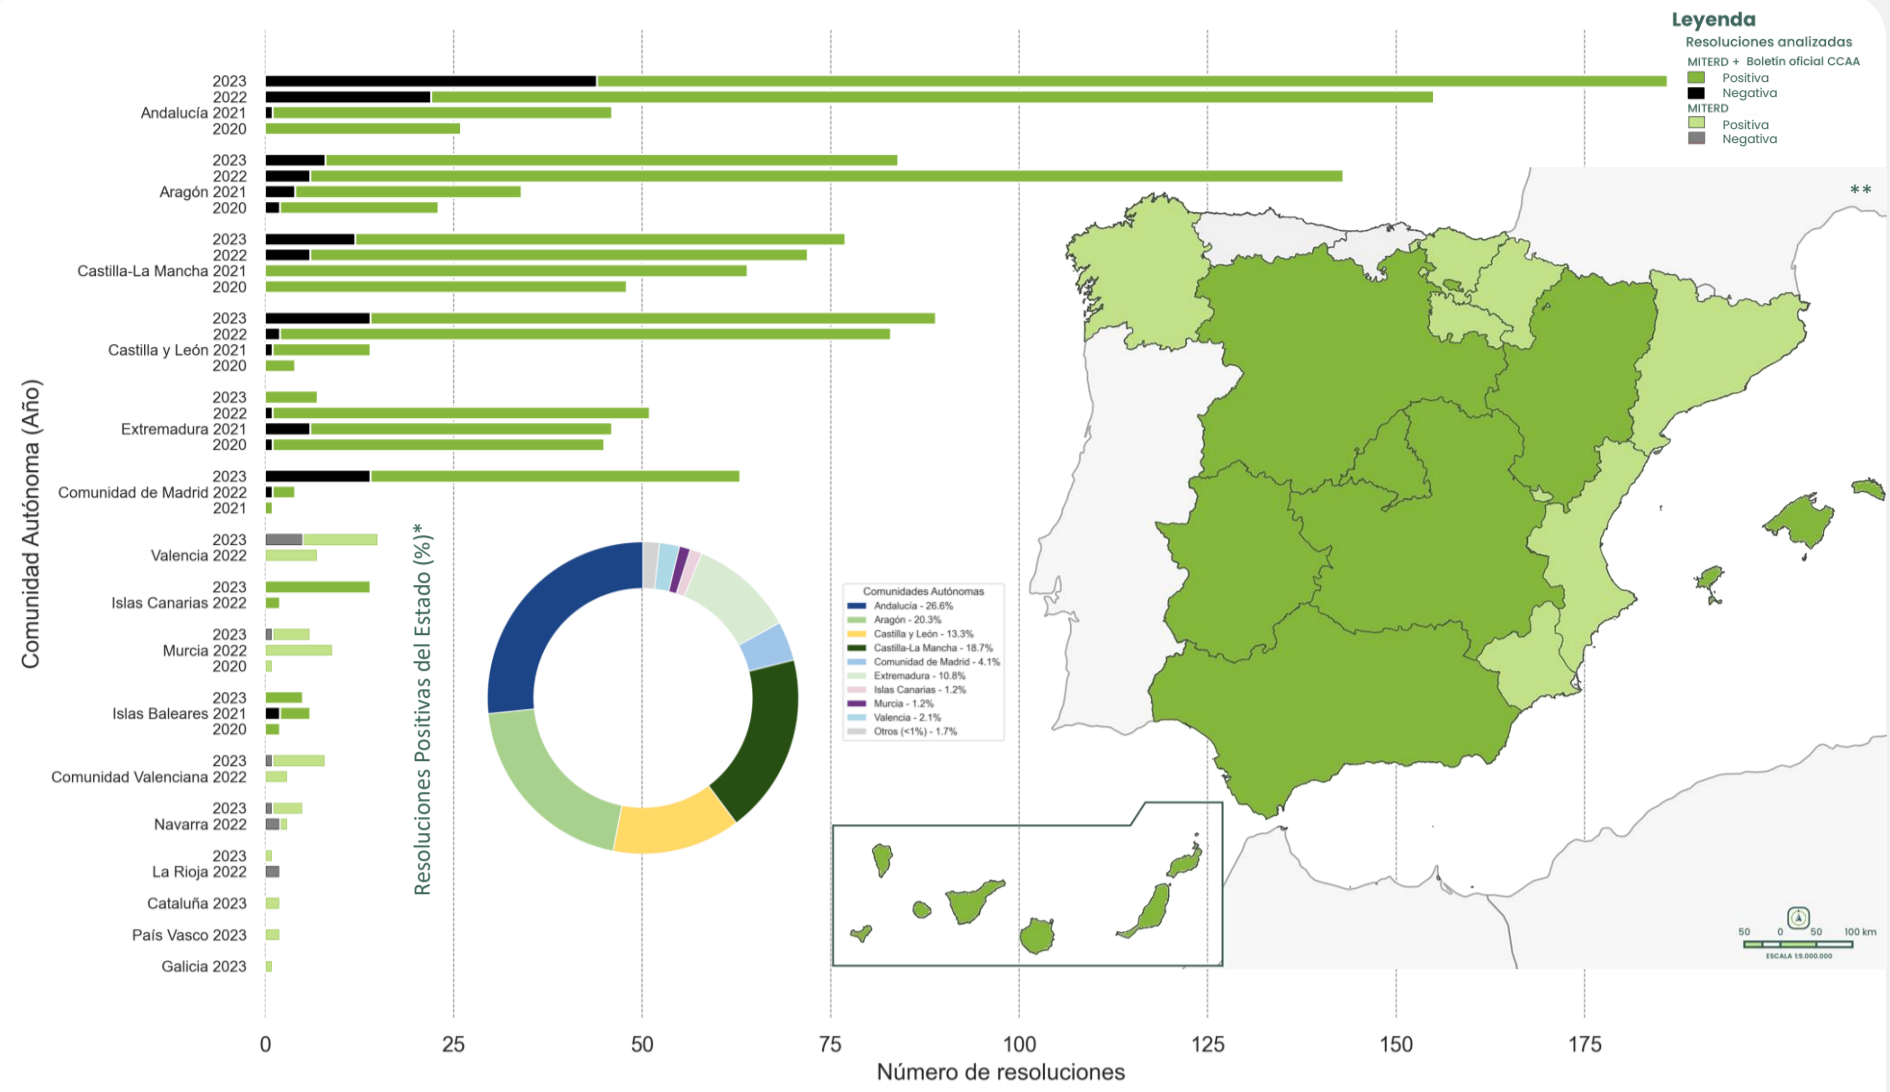 Leyenda
Resoluciones analizadas
MITERD + Boletín oficial CCAA
Positiva
Negativa
MITERD
Positiva
Negativa
**
Comunidad Autónoma (Año)
2023
2022
Andalucía 2021
2020
2023
2022
Aragón 2021
2020
2023
2022
Castilla-La Mancha 2021
2020
2023
2022
Castilla y León 2021
2020
2023
2022
Extremadura 2021
2020
2023
Comunidad de Madrid 2022
2021
2023
Valencia 2022
2023
Islas Canarias 2022
2023
Murcia 2022
2020
2023
Islas Baleares 2021
2020
2023
Comunidad Valenciana 2022
2023
Navarra 2022
2023
La Rioja 2022
Cataluña 2023
País Vasco 2023
Galicia 2023
Resoluciones Positivas del Estado (%)*
Comunidades Autónomas
Andalucía - 26.6%
Aragón - 20.3%
Castilla y León - 13.3%
Castilla-La Mancha - 18.7%
Comunidad de Madrid - 4.1%
Extremadura - 10.8%
Islas Canarias - 1.2%
Murcia - 1.2%
Valencia - 2.1%
Otros (<1%) - 1.7%
50 0 50 100 km
ESCALA 1:9.000.000
0 25 50 75 100 125 150 175
Número de resoluciones